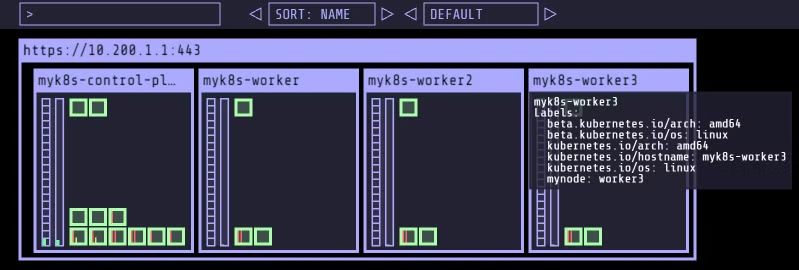 >
SORT: NAME
DEFAULT
https://10.200.1.1:443
myk8s-control-pl…
myk8s-worker
myk8s-worker2
myk8s-worker3
myk8s-worker3
Labels:
beta.kubernetes.io/arch: amd64
beta.kubernetes.io/os: linux
kubernetes.io/arch: amd64
kubernetes.io/hostname: myk8s-worker3
kubernetes.io/os: linux
mynode: worker3